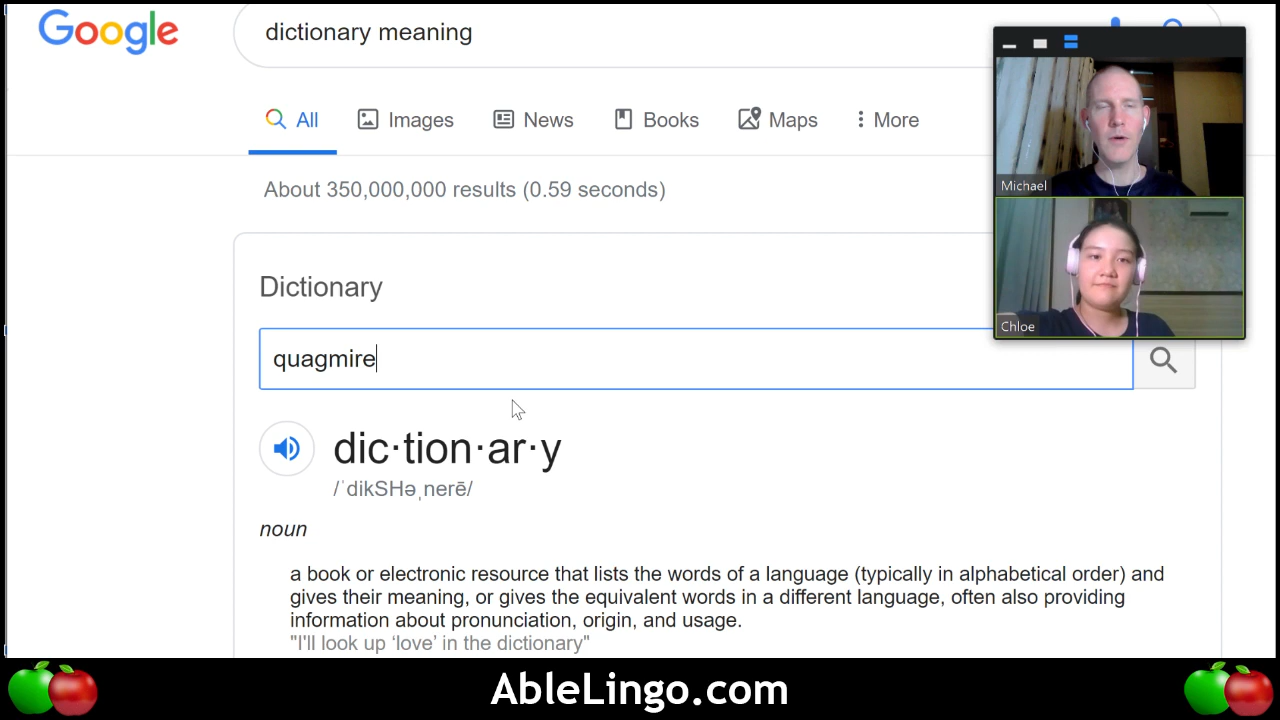 Google
dictionary meaning
All Images News Books Maps More
About 350,000,000 results (0.59 seconds)
Michael
Chloe
Dictionary
quagmire
dic·tion·ar·y
/ˈdikSHəˌnerē/
noun
a book or electronic resource that lists the words of a language (typically in alphabetical order) and
gives their meaning, or gives the equivalent words in a different language, often also providing
information about pronunciation, origin, and usage.
"I'll look up ‘love’ in the dictionary"
AbleLingo.com